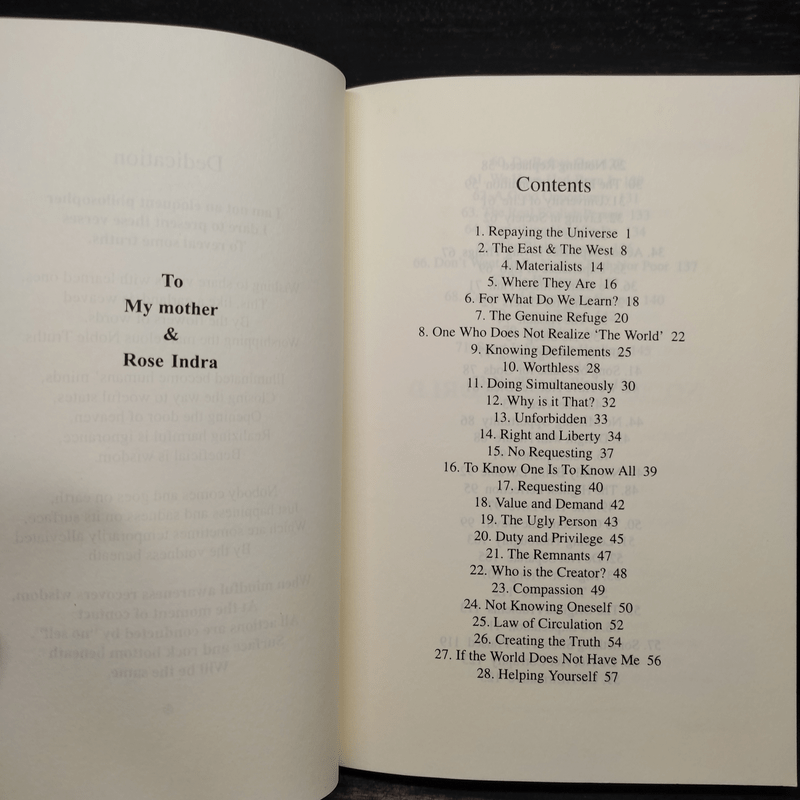 To
My mother
&
Rose Indra
Contents
1. Repaying the Universe 1
2. The East & The West 8
4. Materialists 14
5. Where They Are 16
6. For What Do We Learn? 18
7. The Genuine Refuge 20
8. One Who Does Not Realize ‘The World’ 22
9. Knowing Defilements 25
10. Worthless 28
11. Doing Simultaneously 30
12. Why is it That? 32
13. Unforbidden 33
14. Right and Liberty 34
15. No Requesting 37
16. To Know One Is To Know All 39
17. Requesting 40
18. Value and Demand 42
19. The Ugly Person 43
20. Duty and Privilege 45
21. The Remnants 47
22. Who is the Creator? 48
23. Compassion 49
24. Not Knowing Oneself 50
25. Law of Circulation 52
26. Creating the Truth 54
27. If the World Does Not Have Me 56
28. Helping Yourself 57